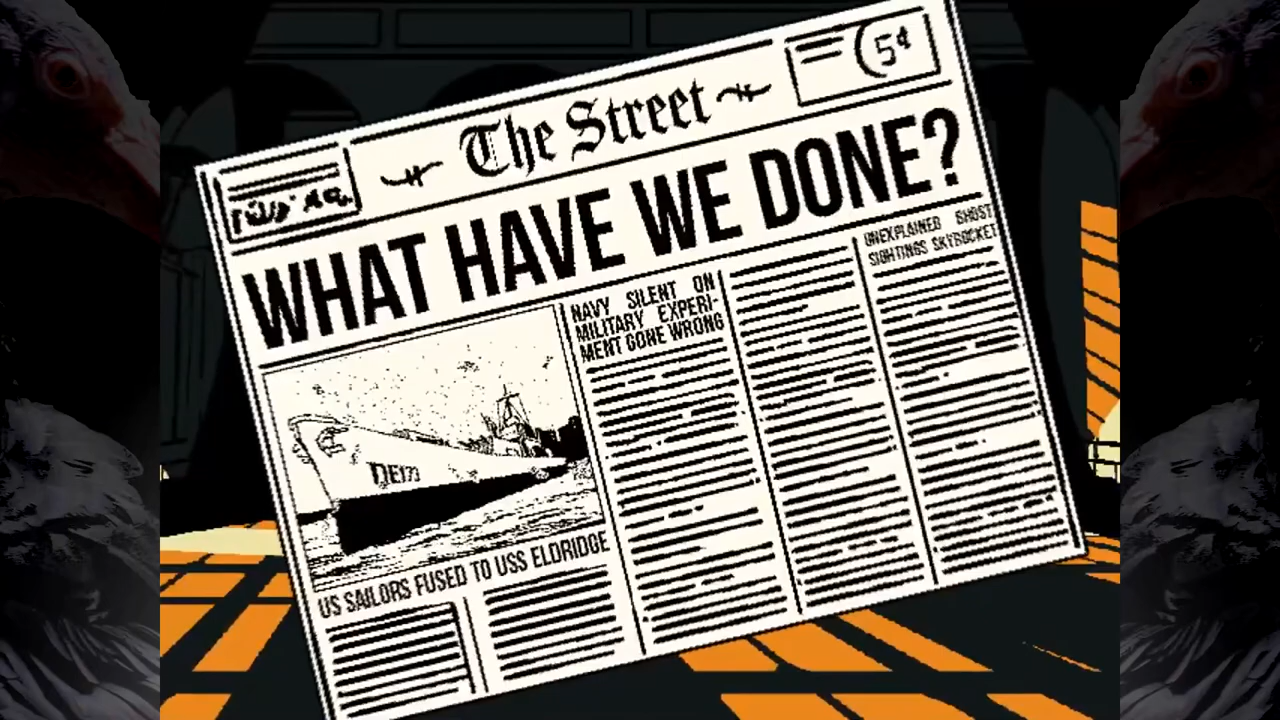 The Street
5¢
WHAT HAVE WE DONE?
NAVY SILENT ON
MILITARY EXPERI-
MENT GONE WRONG
UNEXPLAINED GHOST
SIGHTINGS SKYROCKET
DE173
US SAILORS FUSED TO USS ELDRIDGE